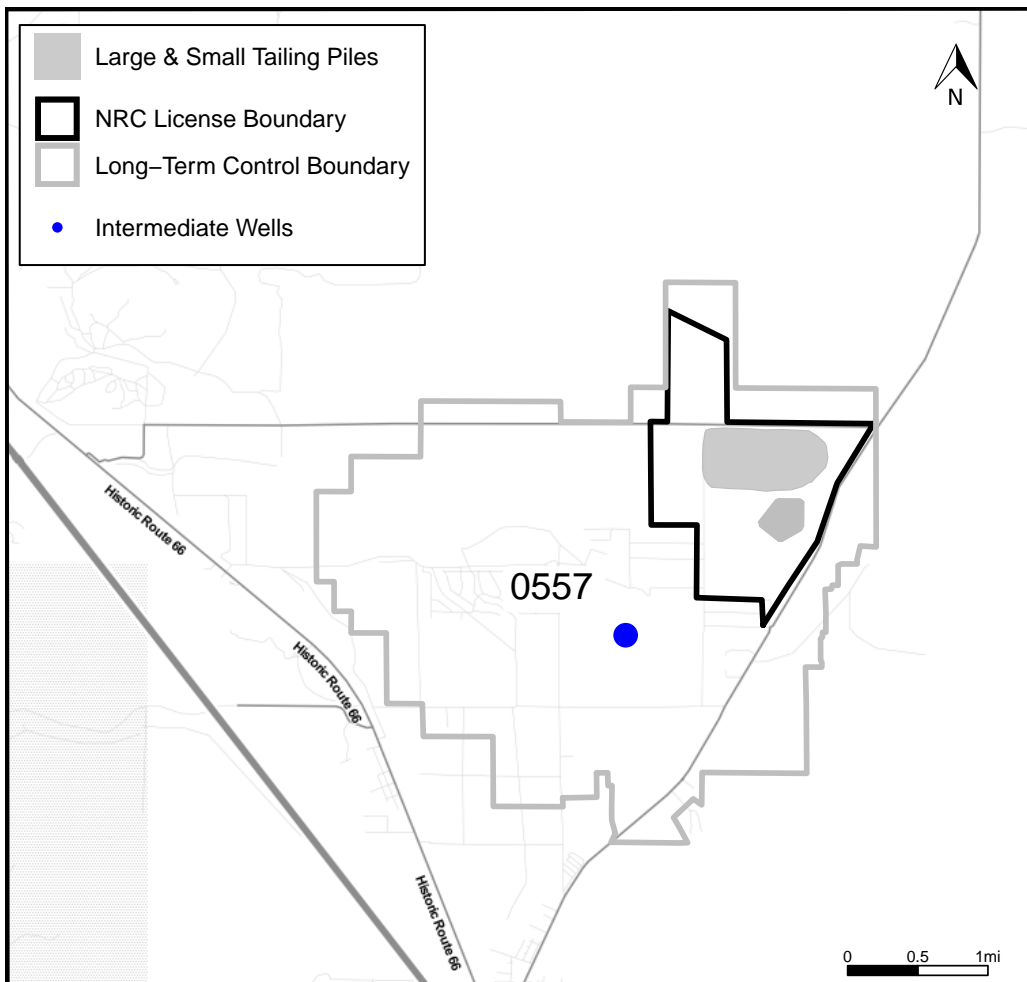 Large & Small Tailing Piles
NRC License Boundary
Long−Term Control Boundary
Intermediate Wells
N
Historic Route 66
0557
Historic Route 66
Historic Route 66
0 0.5 1mi